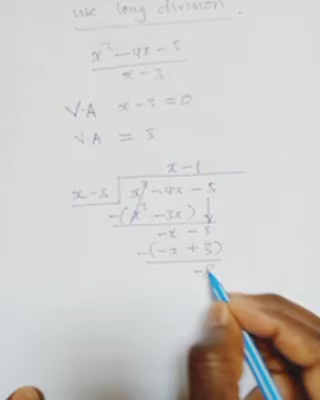 use long division.
x² - 4x - 5
x - 3
V.A x - 3 = 0
VA = 3
x - 1
x - 3 x² - 4x - 5
-(x² - 3x)
-x - 5
-(-x + 3)
-8